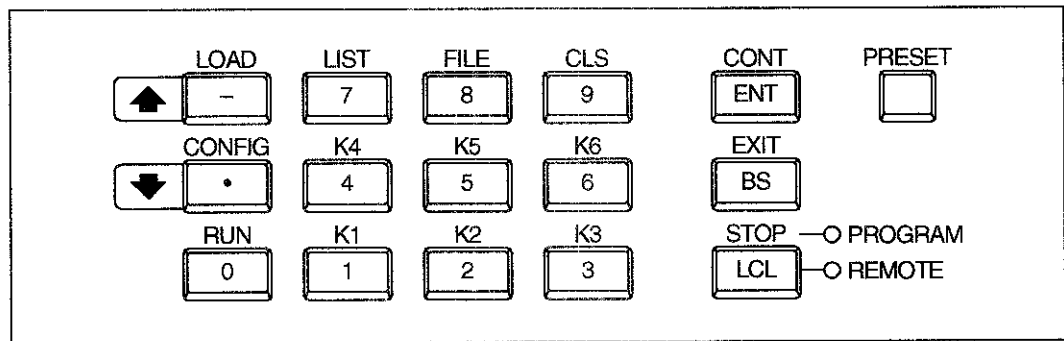 LOAD LIST FILE CLS CONT PRESET
- 7 8 9 ENT
CONFIG K4 K5 K6 EXIT
• 4 5 6 BS
RUN K1 K2 K3 STOP PROGRAM
0 1 2 3 LCL REMOTE